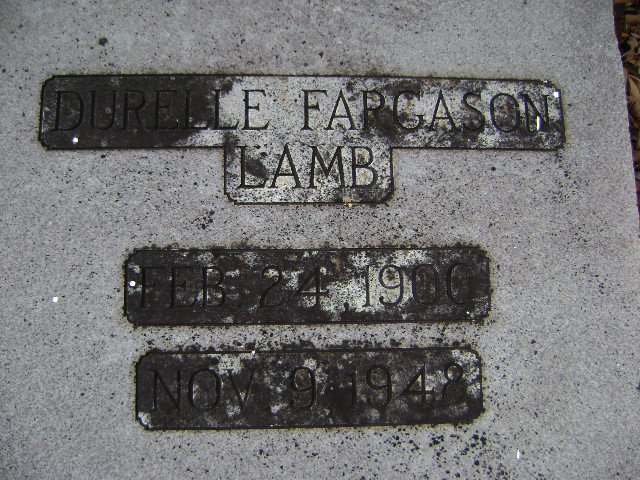 DURELLE FARGASON
LAMB
FEB 24, 1900
NOV 9, 1948